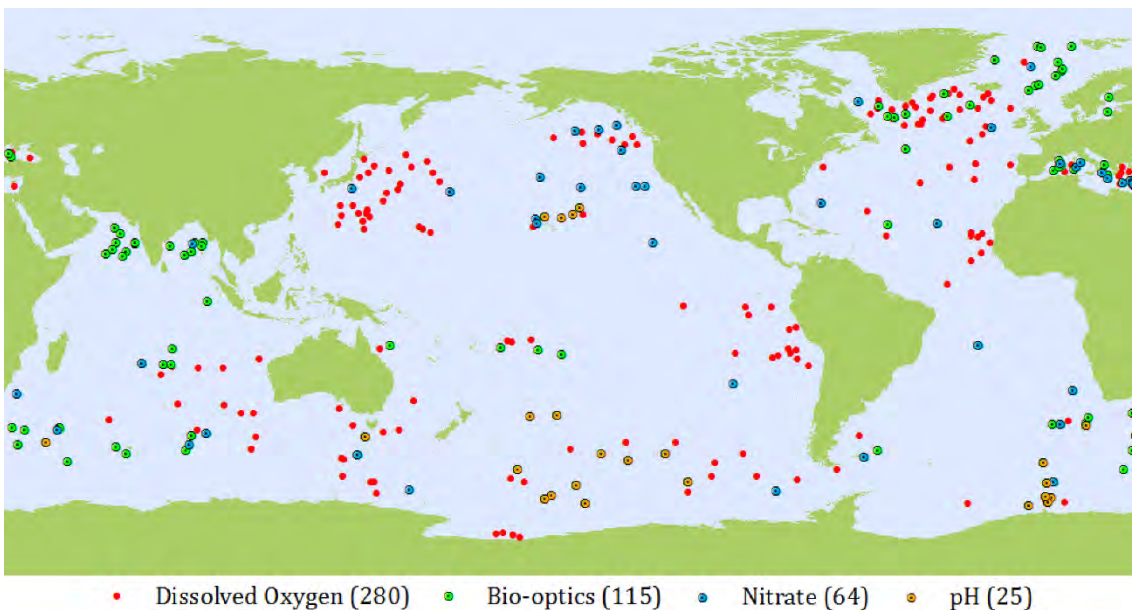 Dissolved Oxygen (280) Bio-optics (115) Nitrate (64) pH (25)